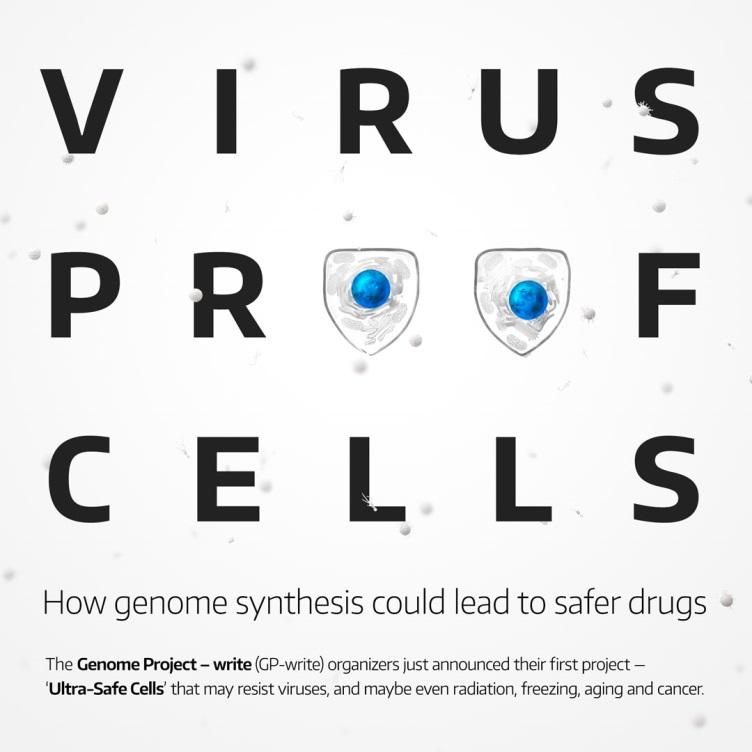 VIRUS
PROOF
CELLS
How genome synthesis could lead to safer drugs
The Genome Project – write (GP-write) organizers just announced their first project –
‘Ultra-Safe Cells’ that may resist viruses, and maybe even radiation, freezing, aging and cancer.